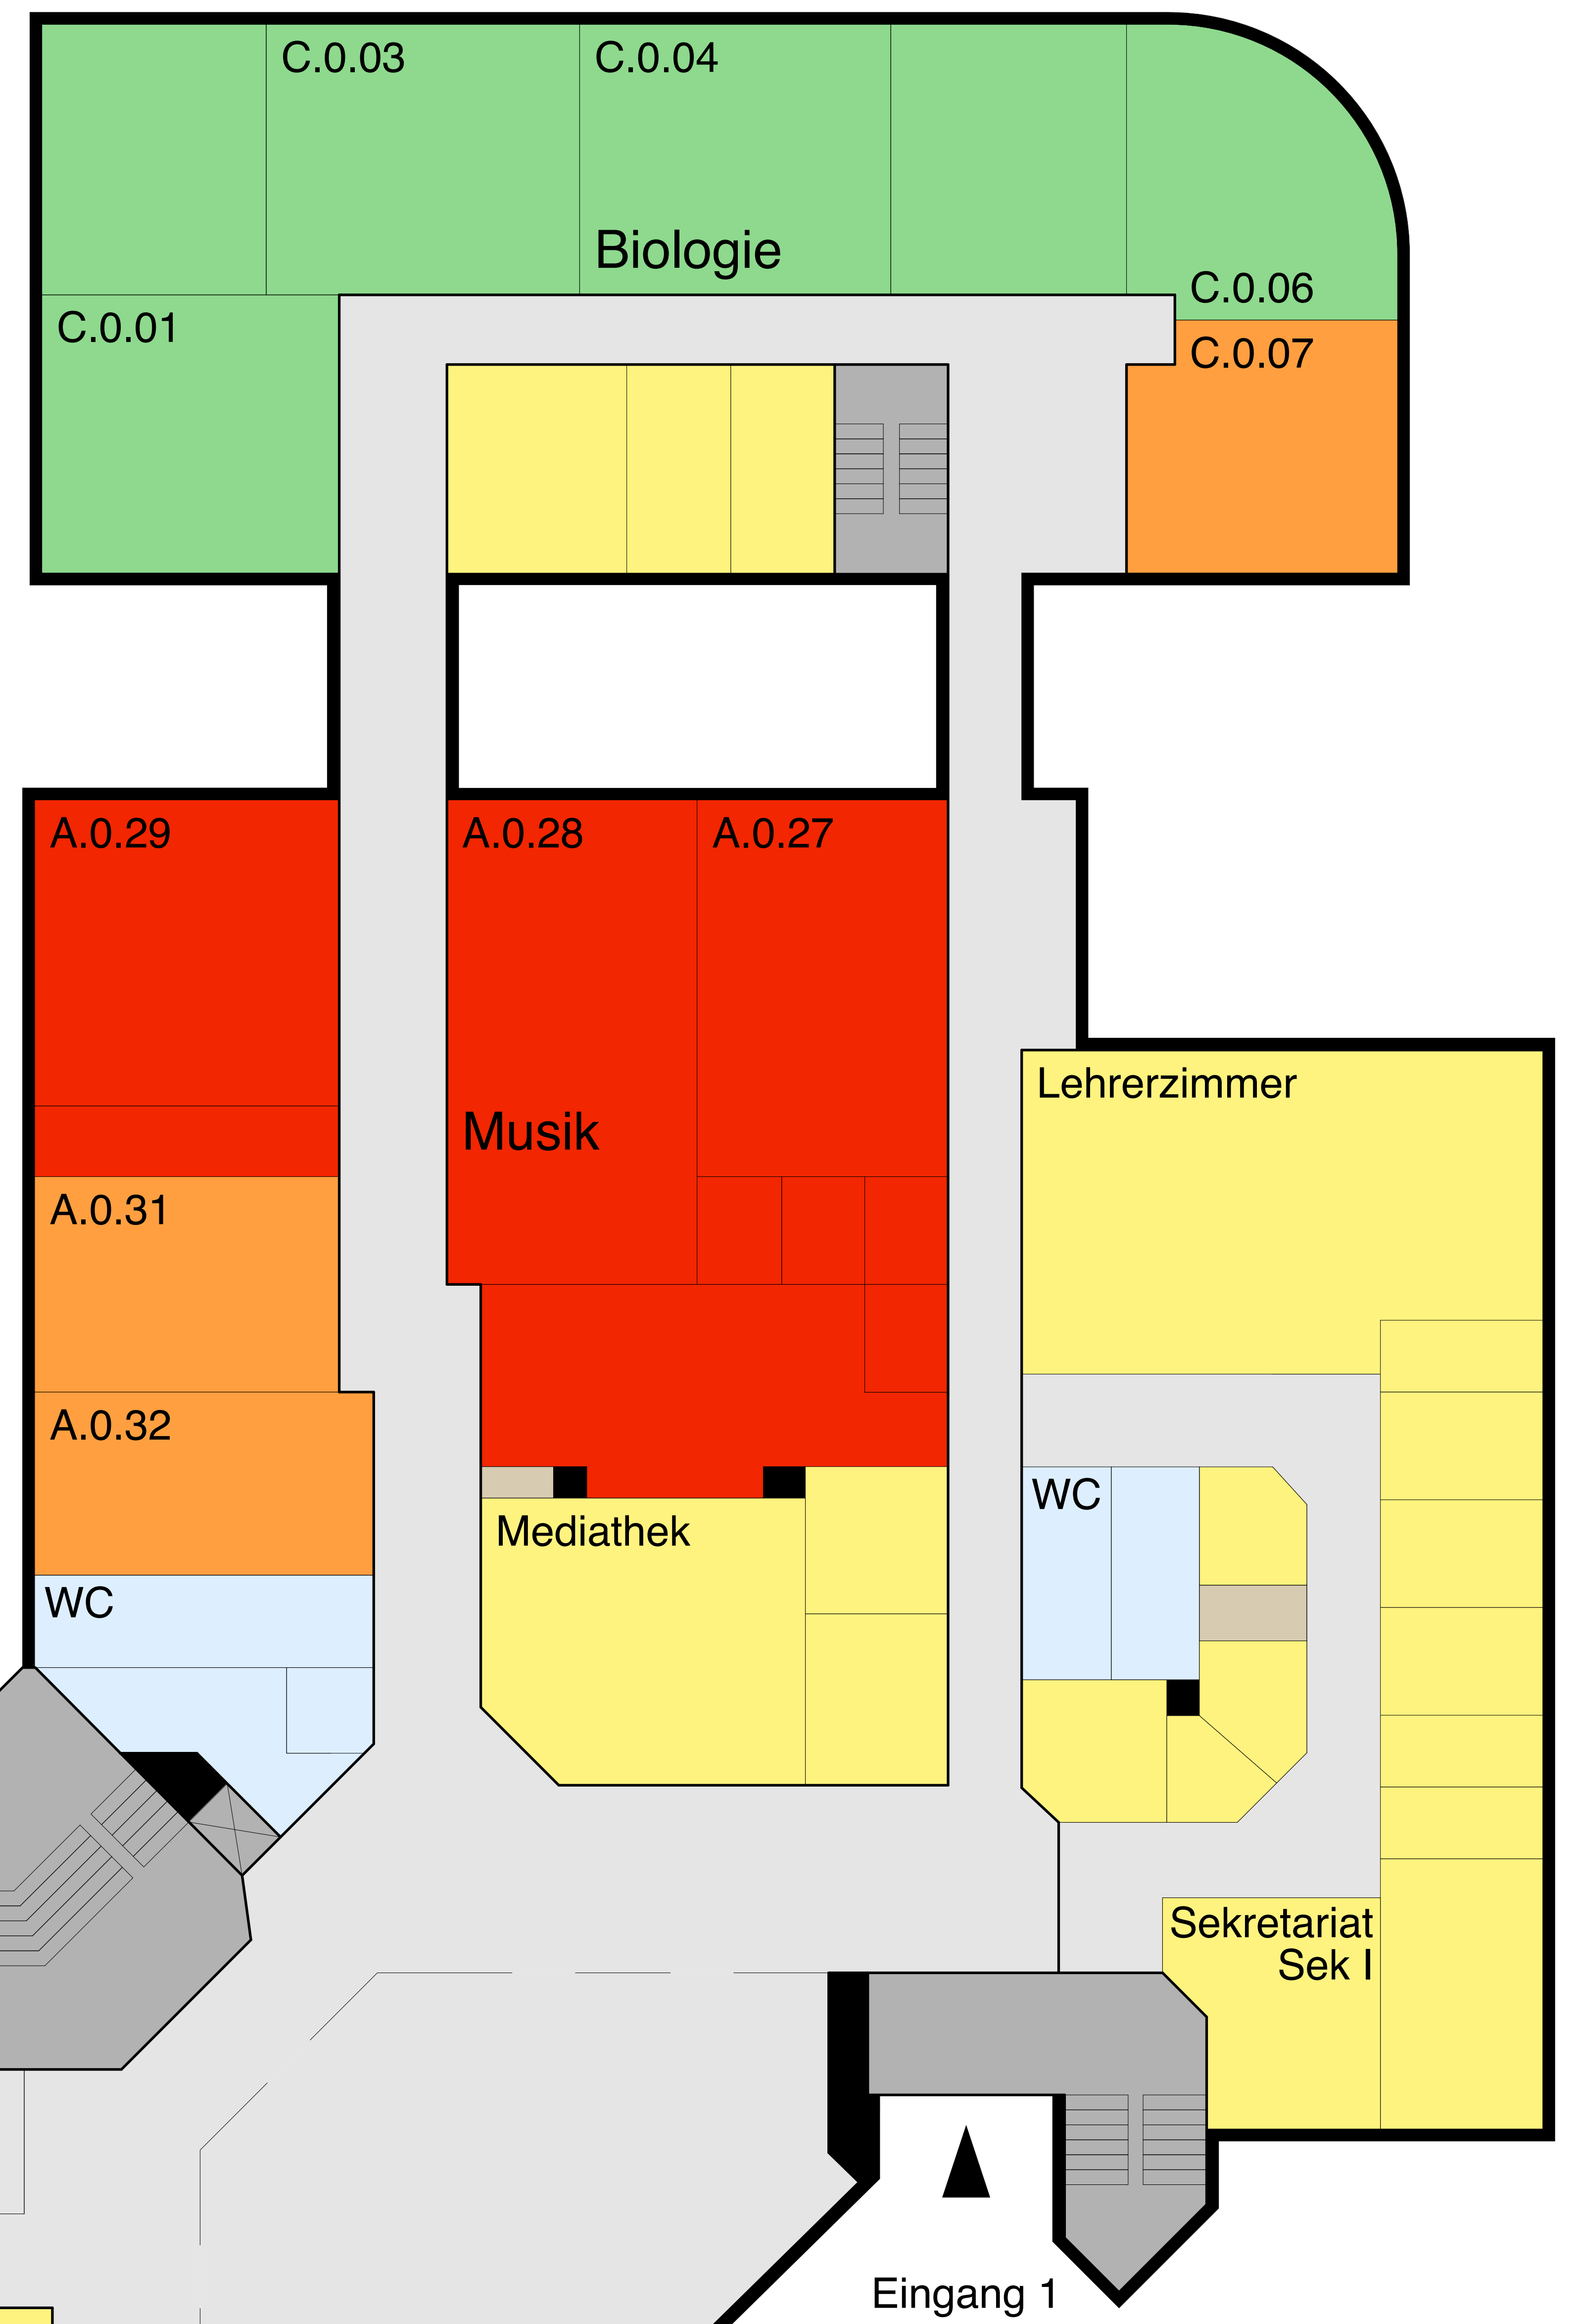 C.0.03
C.0.04
Biologie
C.0.06
C.0.01
C.0.07
A.0.29
A.0.28
A.0.27
Lehrerzimmer
Musik
A.0.31
A.0.32
WC
Mediathek
WC
Sekretariat
Sek I
Eingang 1